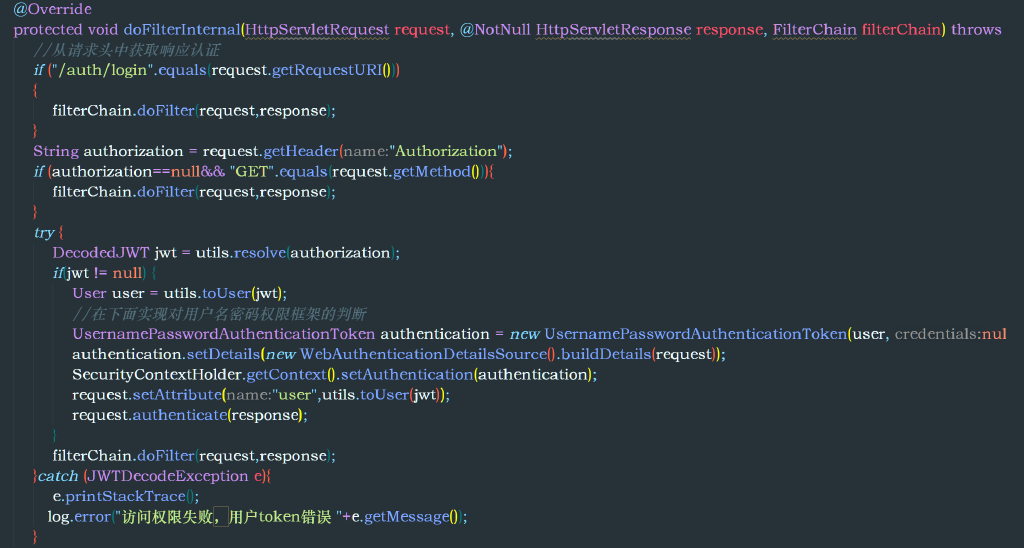 @Override
protected void doFilterInternal(HttpServletRequest request, @NotNull HttpServletResponse response, FilterChain filterChain) throws
//从请求头中获取响应认证
if ("/auth/login".equals(request.getRequestURI()))
{
filterChain.doFilter(request,response);
}
String authorization = request.getHeader(name:"Authorization");
if (authorization==null&& "GET".equals(request.getMethod())){
filterChain.doFilter(request,response);
}
try {
DecodedJWT jwt = utils.resolve(authorization);
if(jwt != null) {
User user = utils.toUser(jwt);
//在下面实现对用户名密码权限框架的判断
UsernamePasswordAuthenticationToken authentication = new UsernamePasswordAuthenticationToken(user, credentials:nul
authentication.setDetails(new WebAuthenticationDetailsSource().buildDetails(request));
SecurityContextHolder.getContext().setAuthentication(authentication);
request.setAttribute(name:"user",utils.toUser(jwt));
request.authenticate(response);
}
filterChain.doFilter(request,response);
}catch (JWTDecodeException e){
e.printStackTrace();
log.error("访问权限失败，用户token错误 "+e.getMessage());
}